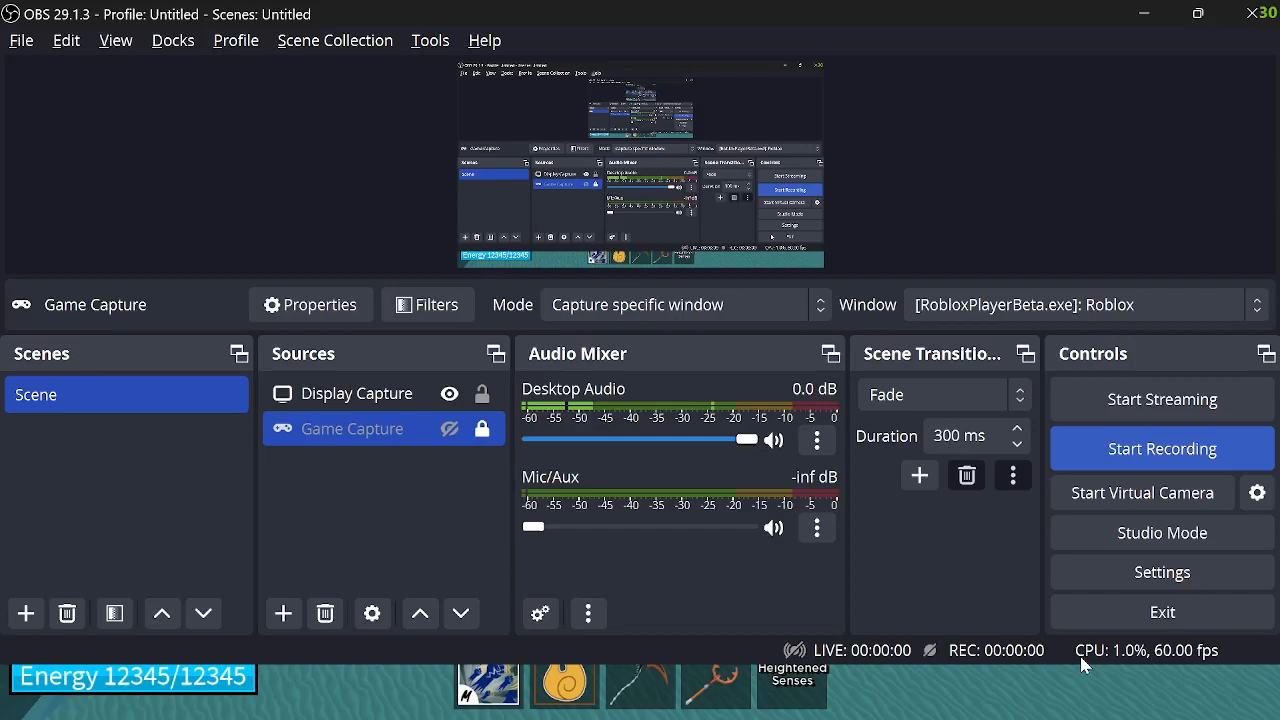 OBS 29.1.3 - Profile: Untitled - Scenes: Untitled
30
File Edit View Docks Profile Scene Collection Tools Help
Energy 12345/12345
Game Capture Properties Filters Mode Capture specific window Window [RobloxPlayerBeta.exe]: Roblox
Scenes
Scene
Sources
Display Capture
Game Capture
Audio Mixer
Desktop Audio 0.0 dB
-60 -55 -50 -45 -40 -35 -30 -25 -20 -15 -10 -5 0
Mic/Aux -inf dB
-60 -55 -50 -45 -40 -35 -30 -25 -20 -15 -10 -5 0
Scene Transitio...
Fade
Duration 300 ms
Controls
Start Streaming
Start Recording
Start Virtual Camera
Studio Mode
Settings
Exit
LIVE: 00:00:00 REC: 00:00:00 CPU: 1.0%, 60.00 fps
Energy 12345/12345
M
Heightened
Senses